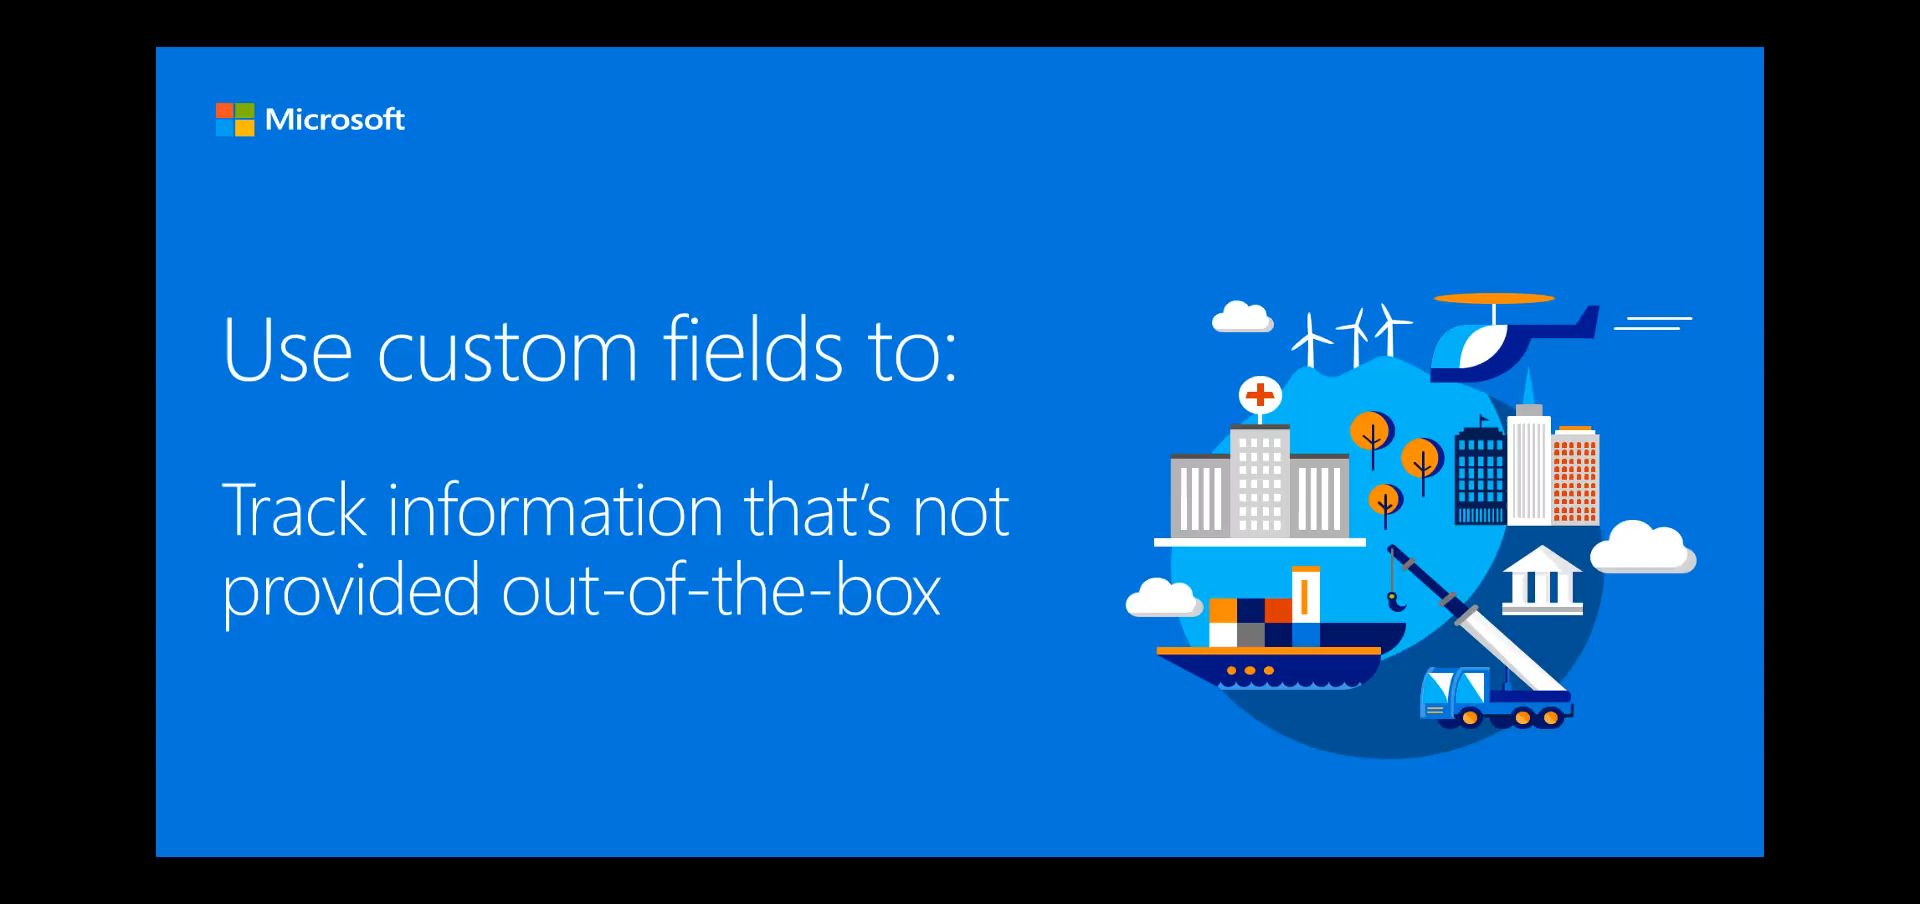 Microsoft
Use custom fields to:
Track information that’s not
provided out-of-the-box